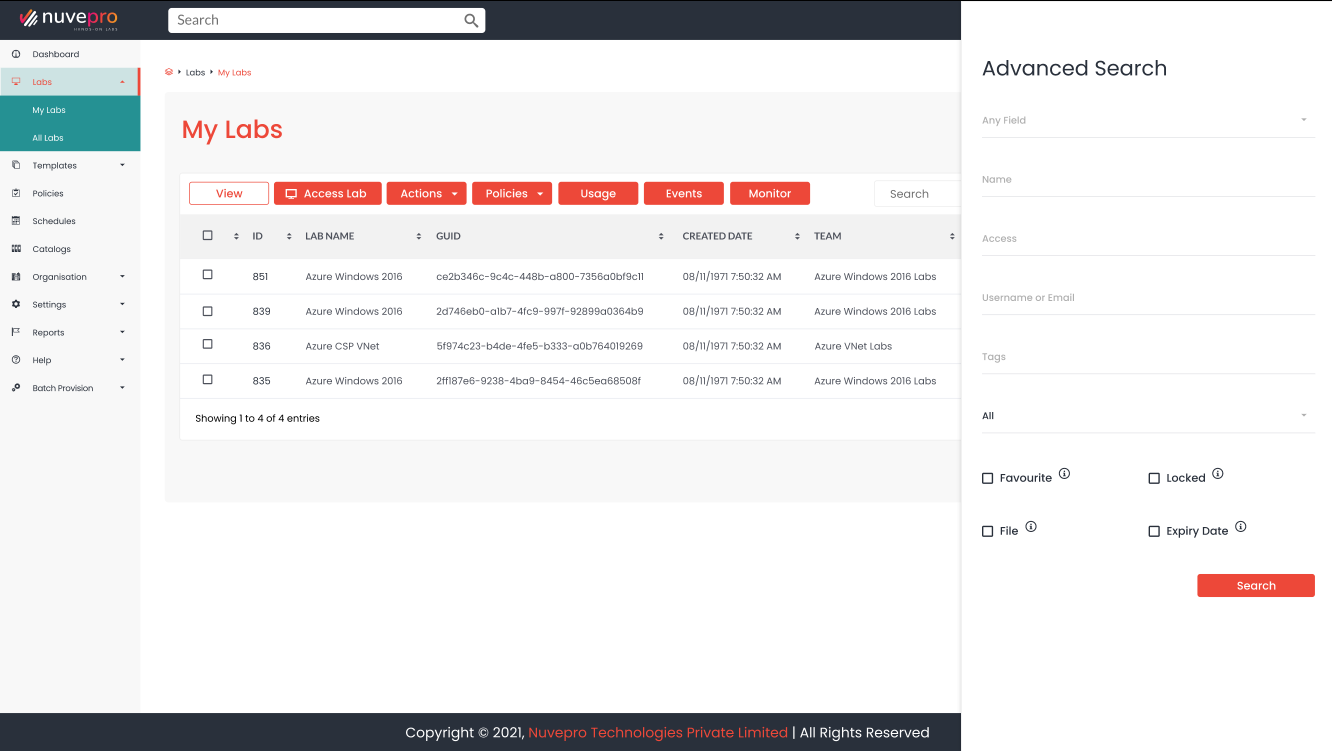 nuvepro
HANDS-ON LABS
Search
Dashboard
Labs
My Labs
All Labs
Templates
Policies
Schedules
Catalogs
Organisation
Settings
Reports
Help
Batch Provision
Labs My Labs
My Labs
View Access Lab Actions Policies Usage Events Monitor Search
ID LAB NAME GUID CREATED DATE TEAM
851 Azure Windows 2016 ce2b346c-9c4c-448b-a800-7356a0bf9c11 08/11/1971 7:50:32 AM Azure Windows 2016 Labs
839 Azure Windows 2016 2d746eb0-a1b7-4fc9-997f-92899a0364b9 08/11/1971 7:50:32 AM Azure Windows 2016 Labs
836 Azure CSP VNet 5f974c23-b4de-4fe5-b333-a0b764019269 08/11/1971 7:50:32 AM Azure VNet Labs
835 Azure Windows 2016 2ff187e6-9238-4ba9-8454-46c5ea68508f 08/11/1971 7:50:32 AM Azure Windows 2016 Labs
Showing 1 to 4 of 4 entries
Advanced Search
Any Field
Name
Access
Username or Email
Tags
All
Favourite Locked
File Expiry Date
Search
Copyright © 2021, Nuvepro Technologies Private Limited | All Rights Reserved